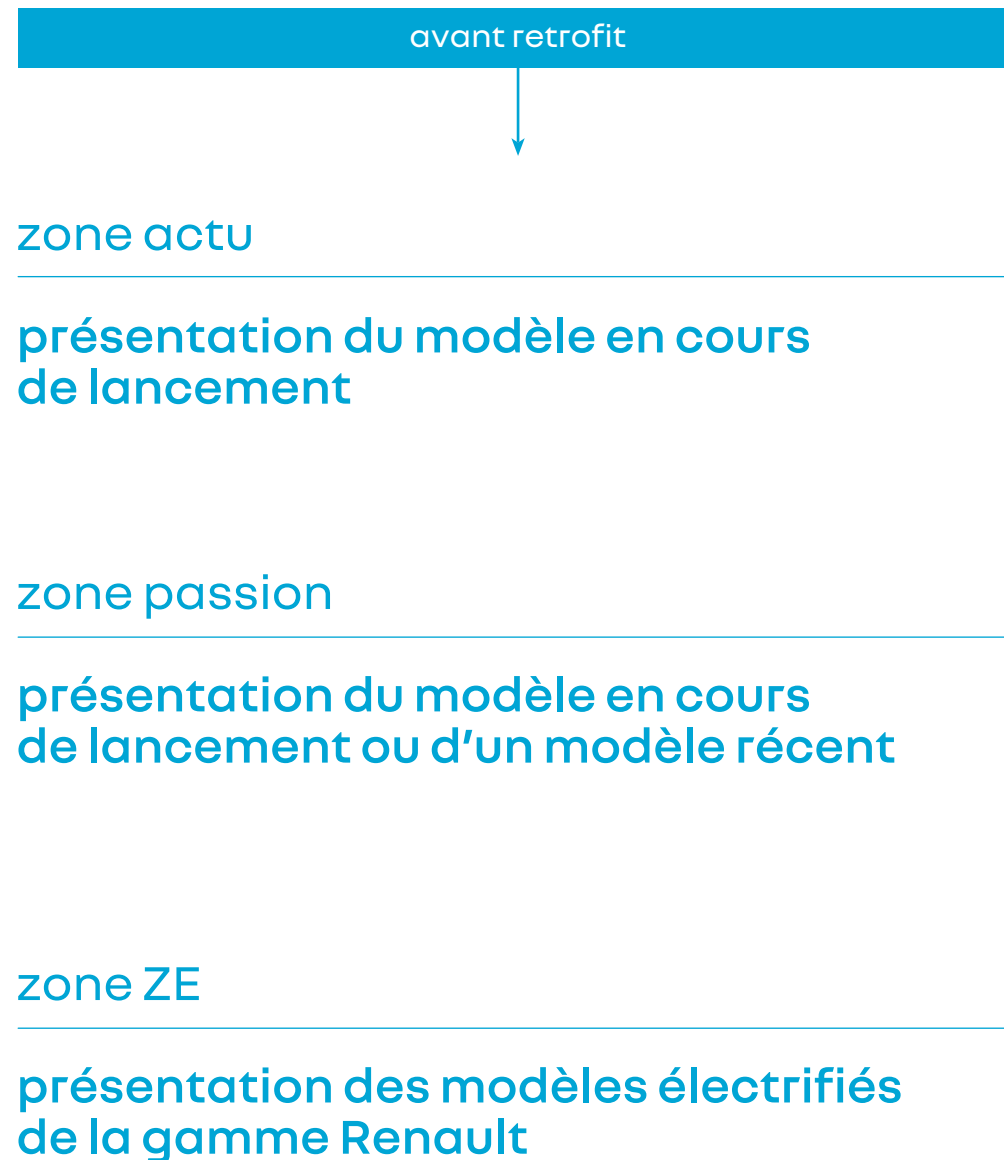 avant retrofit
zone actu
présentation du modèle en cours
de lancement
zone passion
présentation du modèle en cours
de lancement ou d'un modèle récent
zone ZE
présentation des modèles électrifiés
de la gamme Renault